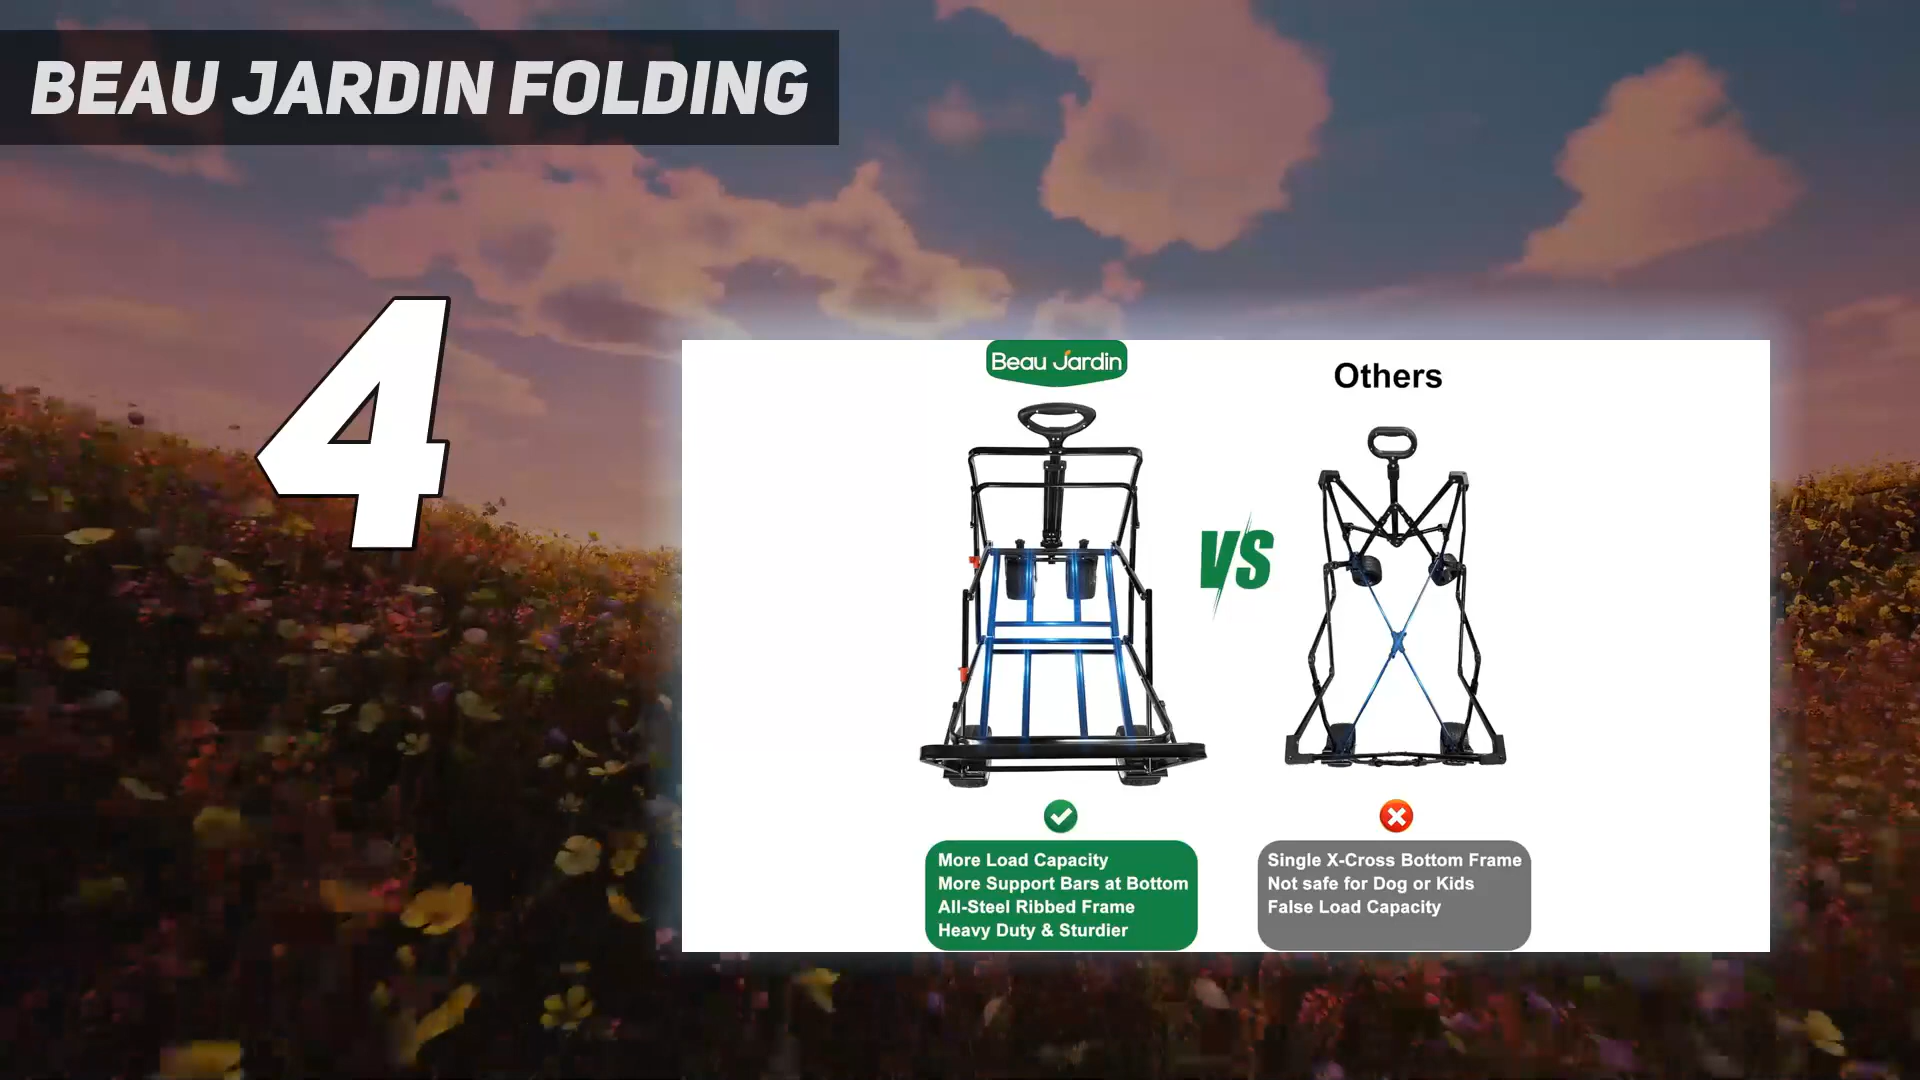 BEAU JARDIN FOLDING
4
Beau Jardin
Others
VS
More Load Capacity
More Support Bars at Bottom
All-Steel Ribbed Frame
Heavy Duty & Sturdier
Single X-Cross Bottom Frame
Not safe for Dog or Kids
False Load Capacity